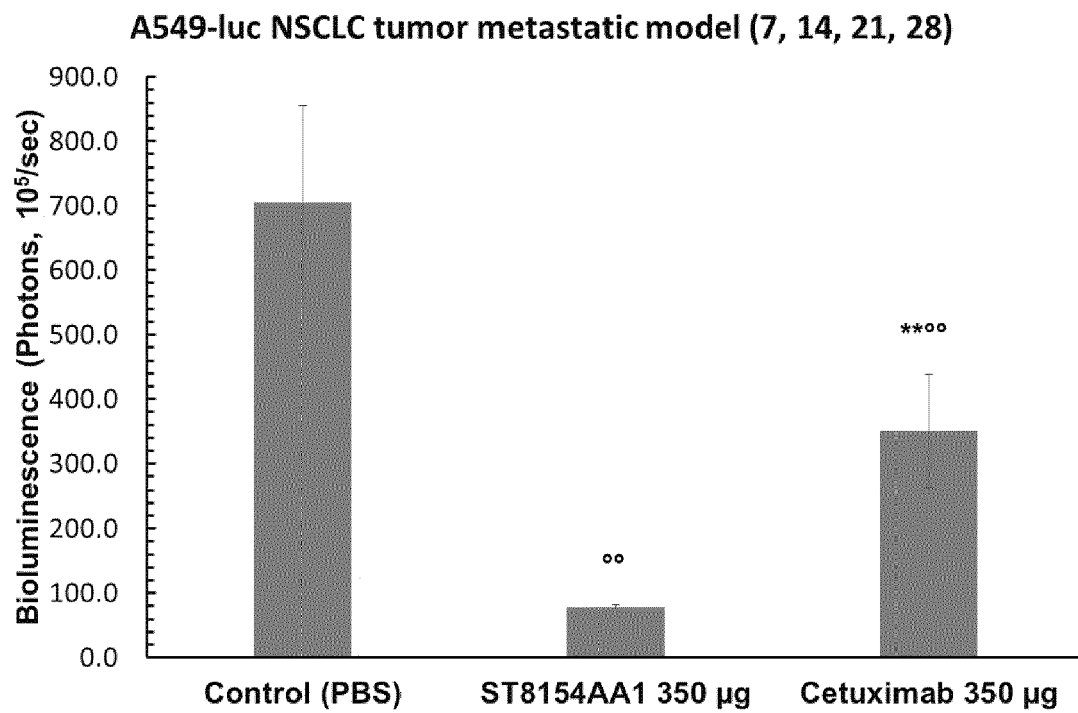 A549-luc NSCLC tumor metastatic model (7, 14, 21, 28)
Bioluminescence (Photons, 10⁵/sec)
900.0
800.0
700.0
600.0
500.0
400.0
300.0
200.0
100.0
0.0
°°
**°°
Control (PBS)
ST8154AA1 350 µg
Cetuximab 350 µg